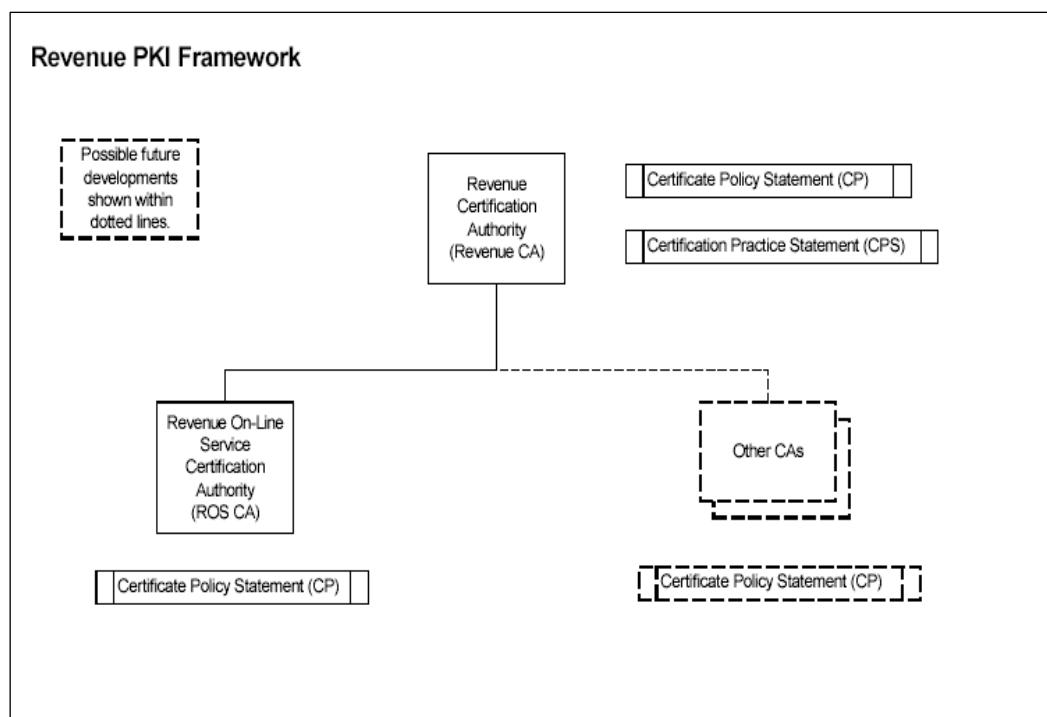 Revenue PKI Framework
Possible future
developments
shown within
dotted lines.
Revenue
Certification
Authority
(Revenue CA)
Certificate Policy Statement (CP)
Certification Practice Statement (CPS)
Revenue On-Line
Service
Certification
Authority
(ROS CA)
Other CAs
Certificate Policy Statement (CP)
Certificate Policy Statement (CP)